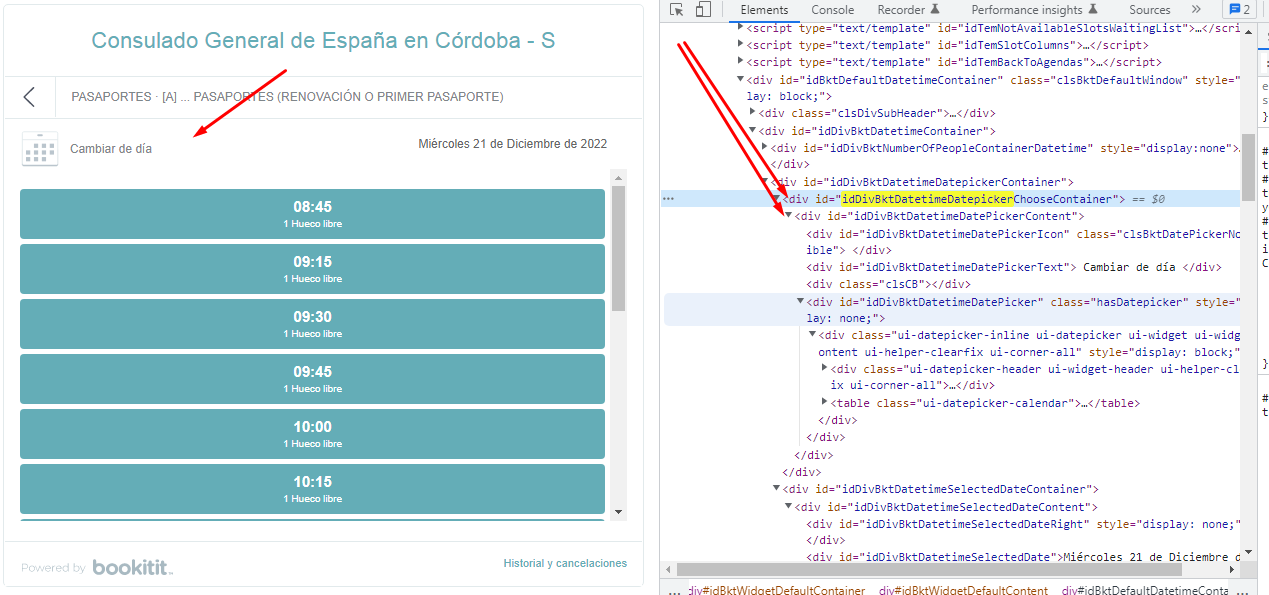 Consulado General de España en Córdoba - S
PASAPORTES · [A] ... PASAPORTES (RENOVACIÓN O PRIMER PASAPORTE)
Cambiar de día
Miércoles 21 de Diciembre de 2022
08:45
1 Hueco libre
09:15
1 Hueco libre
09:30
1 Hueco libre
09:45
1 Hueco libre
10:00
1 Hueco libre
10:15
1 Hueco libre
Powered by bookitit
Historial y cancelaciones
Elements Console Recorder Performance insights Sources » 2
<script type="text/template" id="idTemNotAvailableSlotsWaitingList">…</scri
<script type="text/template" id="idTemSlotColumns">…</script>
<script type="text/template" id="idTemBackToAgendas">…</script>
<div id="idBktDefaultDatetimeContainer" class="clsBktDefaultWindow" style="
lay: block;">
<div class="clsDivSubHeader">…</div>
<div id="idDivBktDatetimeContainer">
<div id="idDivBktNumberOfPeopleContainerDatetime" style="display:none">…
</div>
<div id="idDivBktDatetimeDatepickerContainer">
<div id="idDivBktDatetimeDatepickerChooseContainer"> == $0
<div id="idDivBktDatetimeDatePickerContent">
<div id="idDivBktDatetimeDatePickerIcon" class="clsBktDatePickerNo
ible"> </div>
<div id="idDivBktDatetimeDatePickerText"> Cambiar de día </div>
<div class="clsCB"></div>
<div id="idDivBktDatetimeDatePicker" class="hasDatepicker" style="
lay: none;">
<div class="ui-datepicker-inline ui-datepicker ui-widget ui-widg
ontent ui-helper-clearfix ui-corner-all" style="display: block;"
<div class="ui-datepicker-header ui-widget-header ui-helper-cl
ix ui-corner-all">…</div>
<table class="ui-datepicker-calendar">…</table>
</div>
</div>
</div>
</div>
<div id="idDivBktDatetimeSelectedDateContainer">
<div id="idDivBktDatetimeSelectedDateContent">
<div id="idDivBktDatetimeSelectedDateRight" style="display: none;"
</div>
<div id="idDivBktDatetimeSelectedDate">Miércoles 21 de Diciembre d
... div#idBktWidgetDefaultContainer div#idBktWidgetDefaultContent div#idBktDefaultDatetimeConta ...